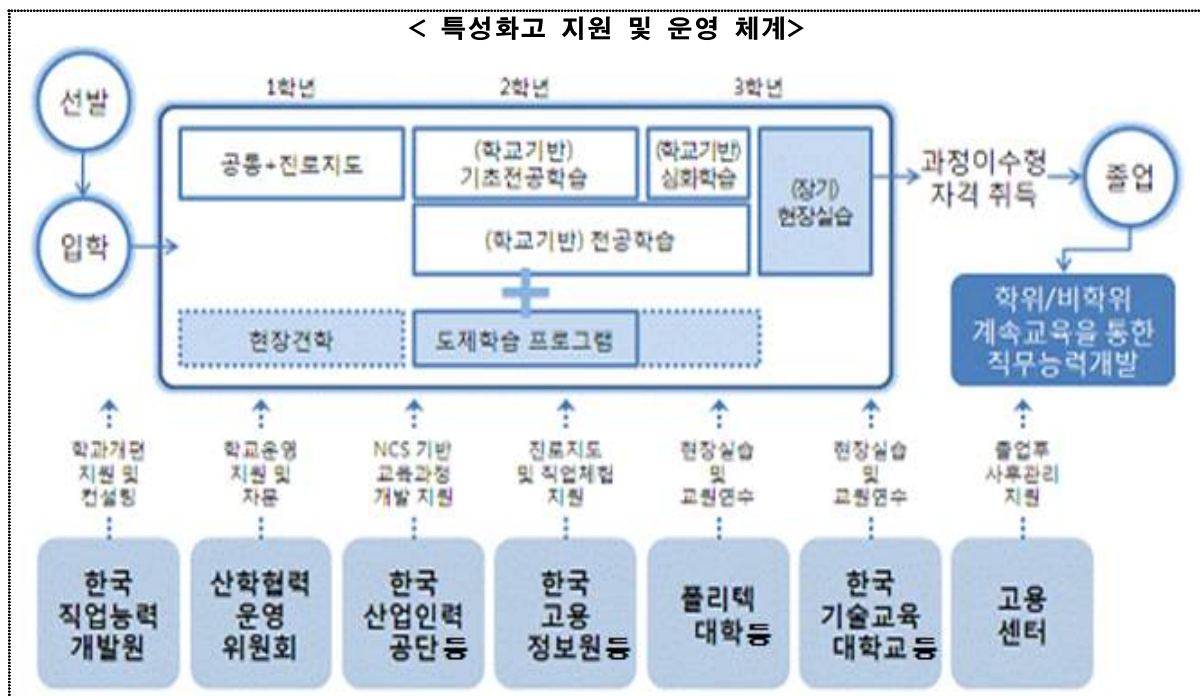 < 특성화고 지원 및 운영 체계>
선발
입학
1학년
2학년
3학년
공통+진로지도
(학교기반)
기초전공학습
(학교기반)
심화학습
(장기)
현장실습
(학교기반) 전공학습
현장견학
도제학습 프로그램
과정이수형
자격 취득
졸업
학위/비학위
계속교육을 통한
직무능력개발
학과개편
지원 및
컨설팅
학교운영
지원 및
자문
NCS 기반
교육과정
개발 지원
진로지도
및 직업체험
지원
현장실습
및
교원연수
현장실습
및
교원연수
졸업후
사후관리
지원
한국
직업능력
개발원
산학협력
운영
위원회
한국
산업인력
공단 등
한국
고용
정보원 등
폴리텍
대학 등
한국
기술교육
대학교 등
고용
센터